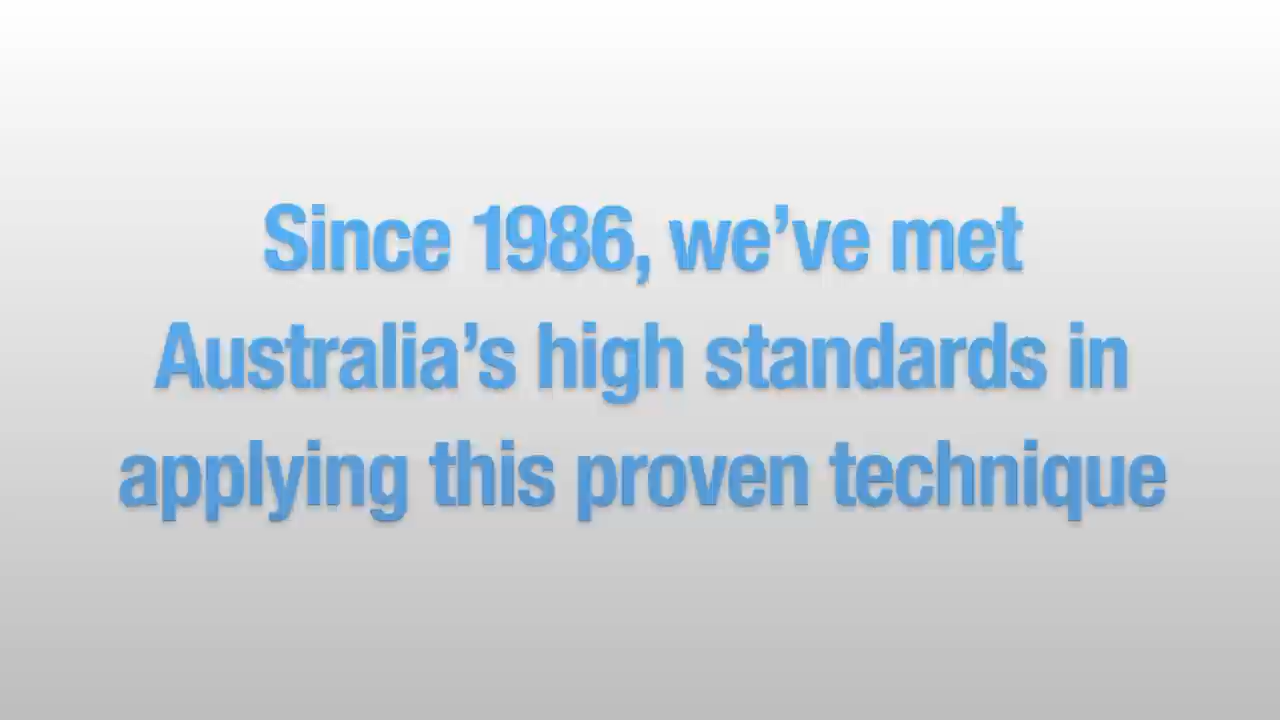 Since 1986, we’ve met
Australia’s high standards in
applying this proven technique